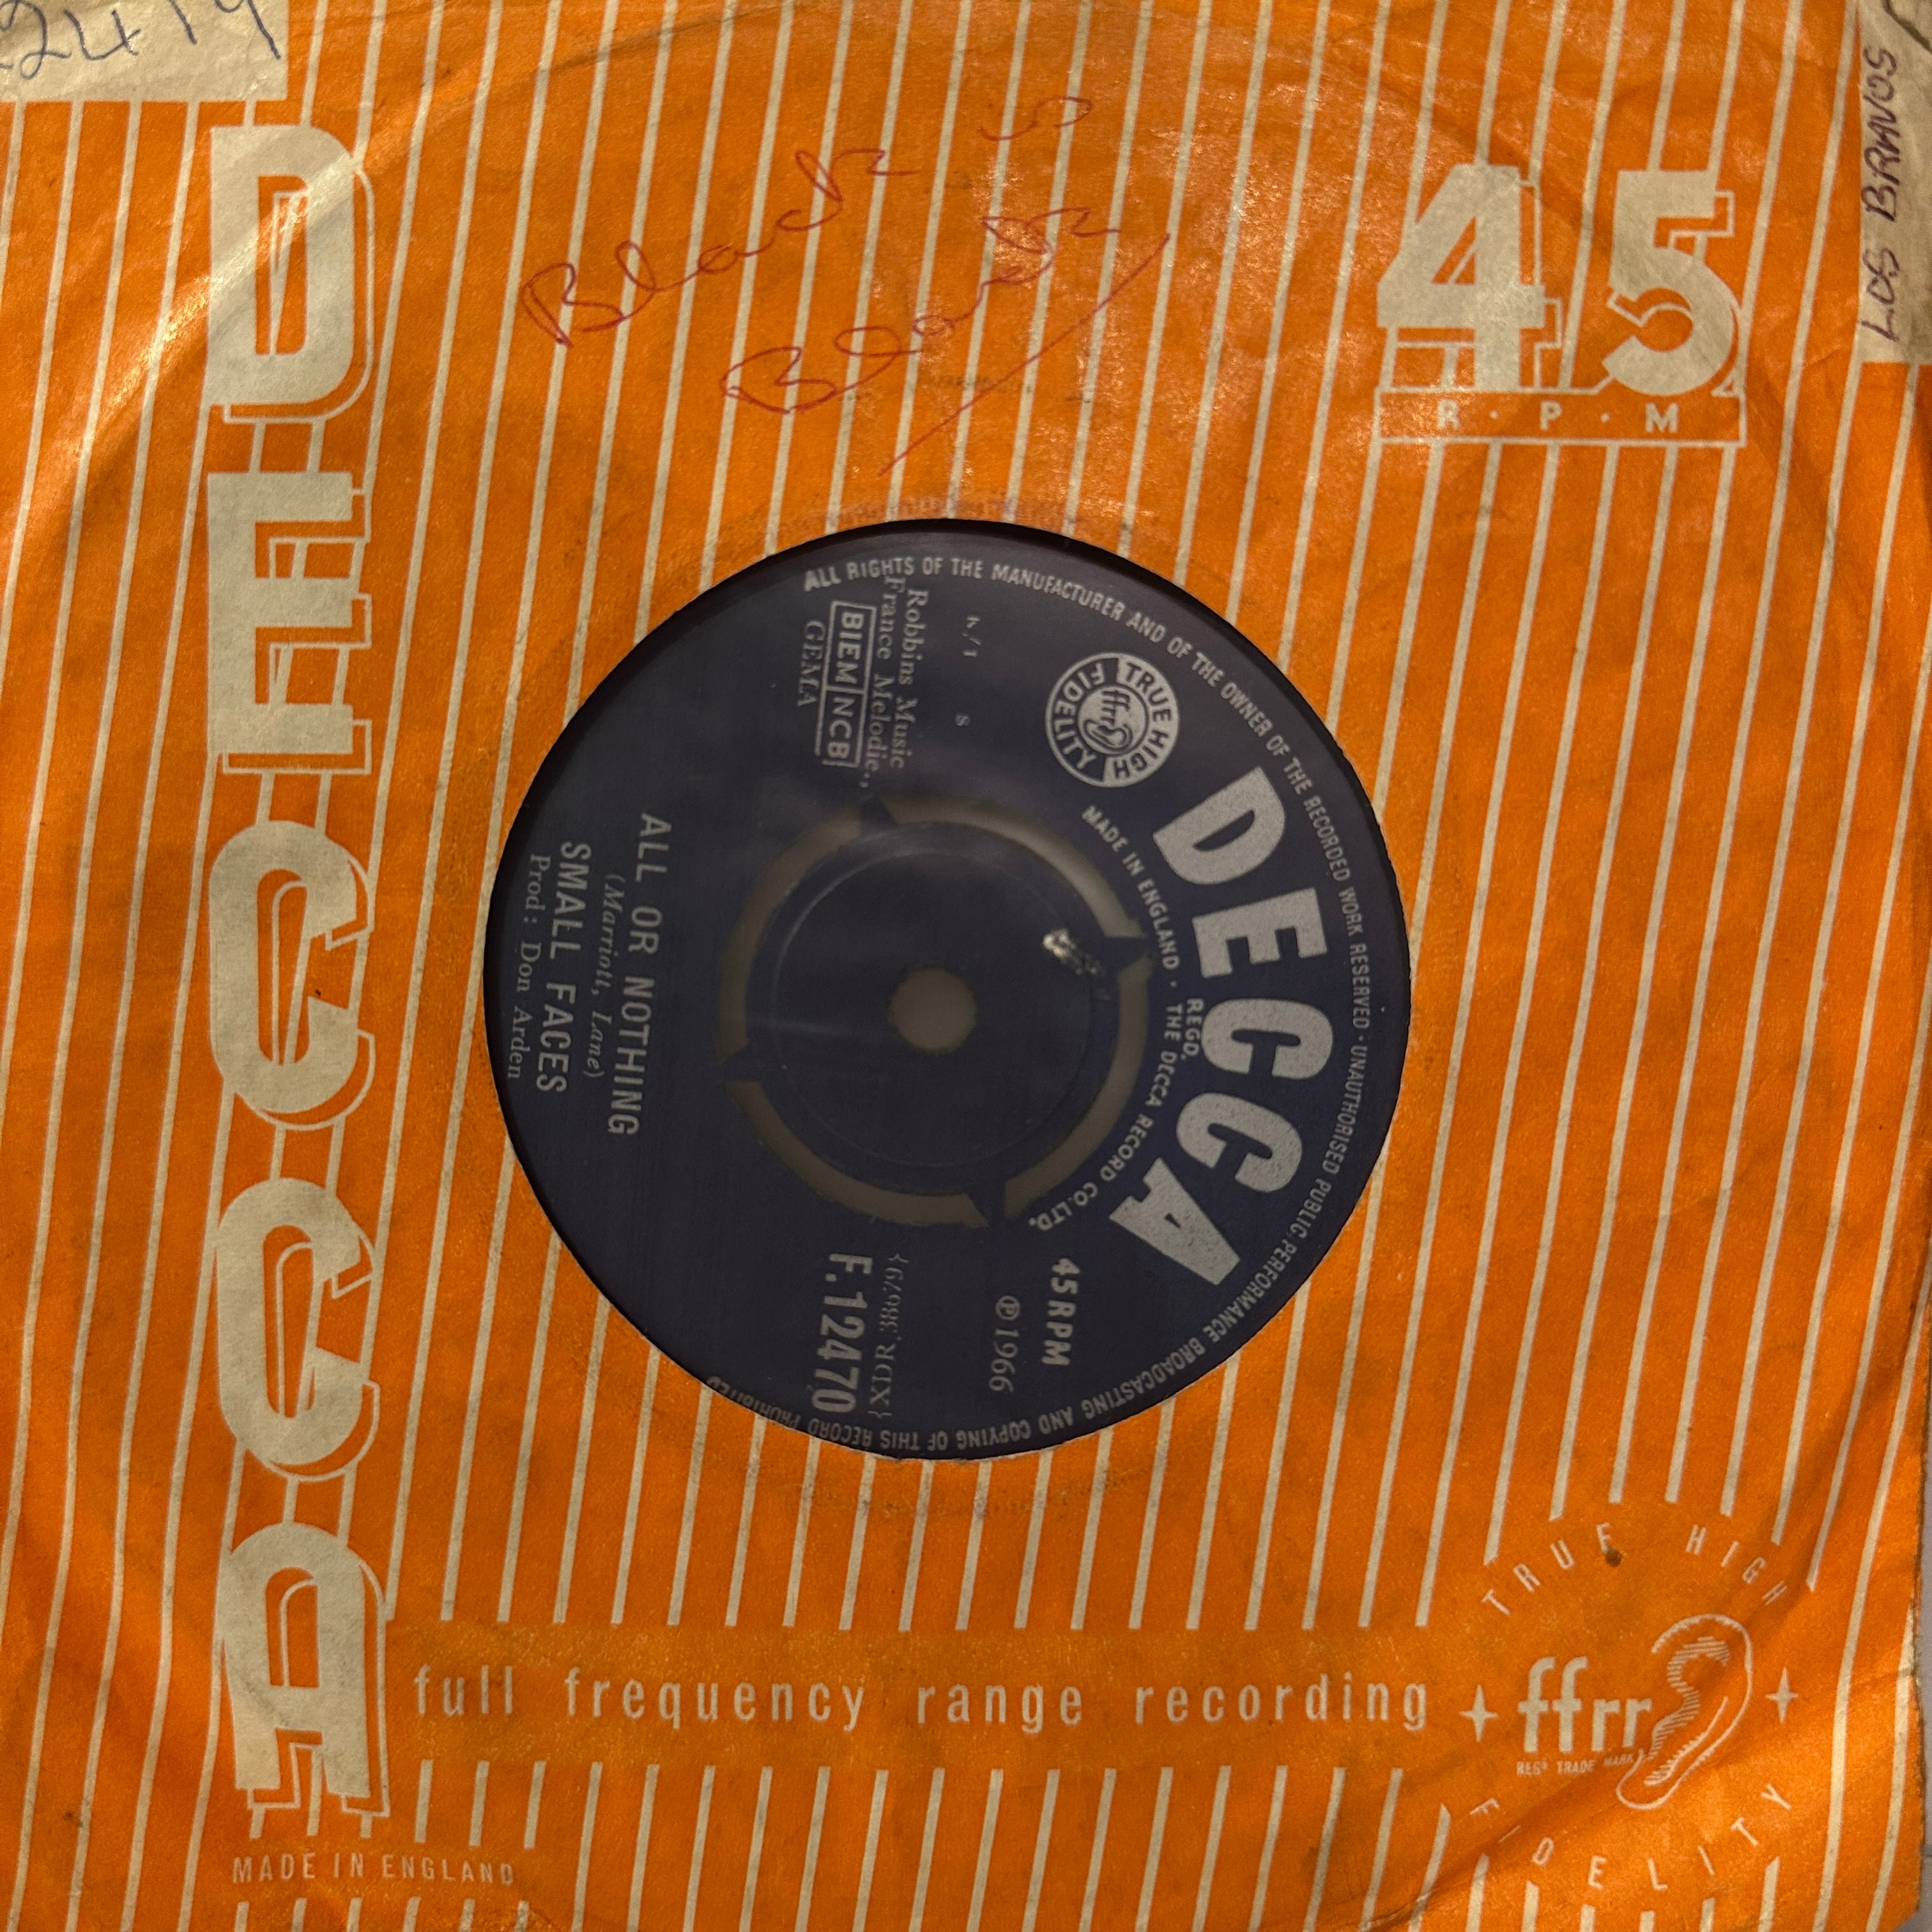 2419
LOS BRAVOS
Black is
Black
DECCA
45
R·P·M
ALL RIGHTS OF THE MANUFACTURER AND OF THE OWNER OF THE RECORDED WORK RESERVED · UNAUTHORISED PUBLIC PERFORMANCE BROADCASTING AND COPYING OF THIS RECORD PROHIBITED
DECCA
REGD.
TRUE HIGH FIDELITY
ffrr
MADE IN ENGLAND · THE DECCA RECORD CO. LTD.
45 RPM
℗1966
K/T S
Robbins Music
France Melodie.,
BIEM NCB
GEMA
{XDR.38679}
F.12470
ALL OR NOTHING
(Marriott, Lane)
SMALL FACES
Prod: Don Arden
full frequency range recording
TRUE HIGH
ffrr
REGD TRADE MARK
FIDELITY
MADE IN ENGLAND